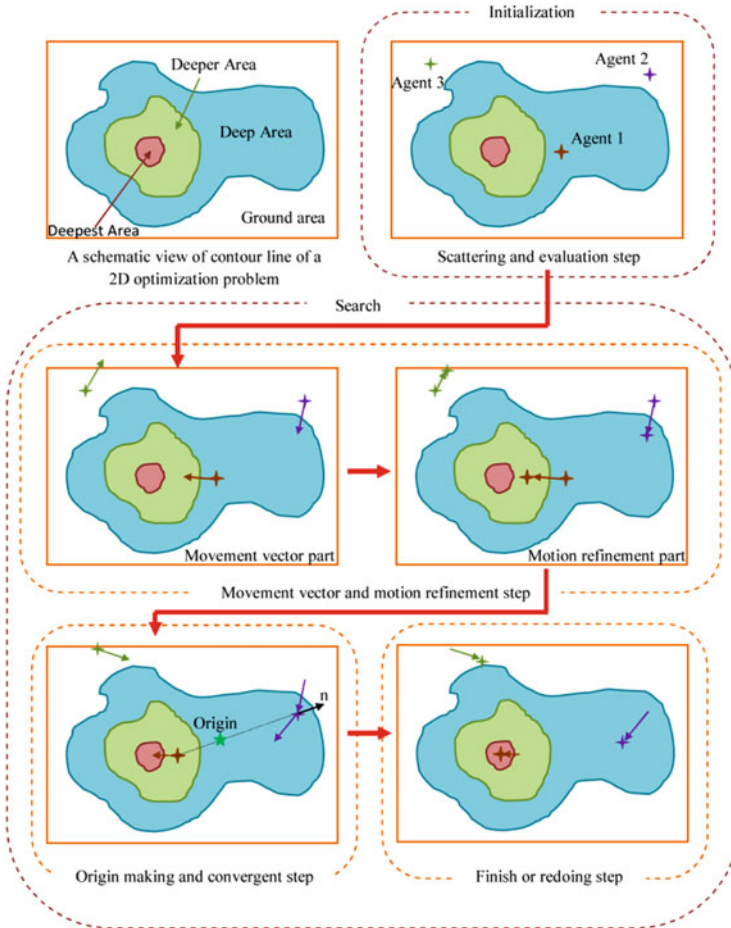 Initialization
Deeper Area
Deep Area
Ground area
Deepest Area
A schematic view of contour line of a
2D optimization problem
Agent 3
Agent 2
Agent 1
Scattering and evaluation step
Search
Movement vector part
Motion refinement part
Movement vector and motion refinement step
Origin
n
Origin making and convergent step
Finish or redoing step